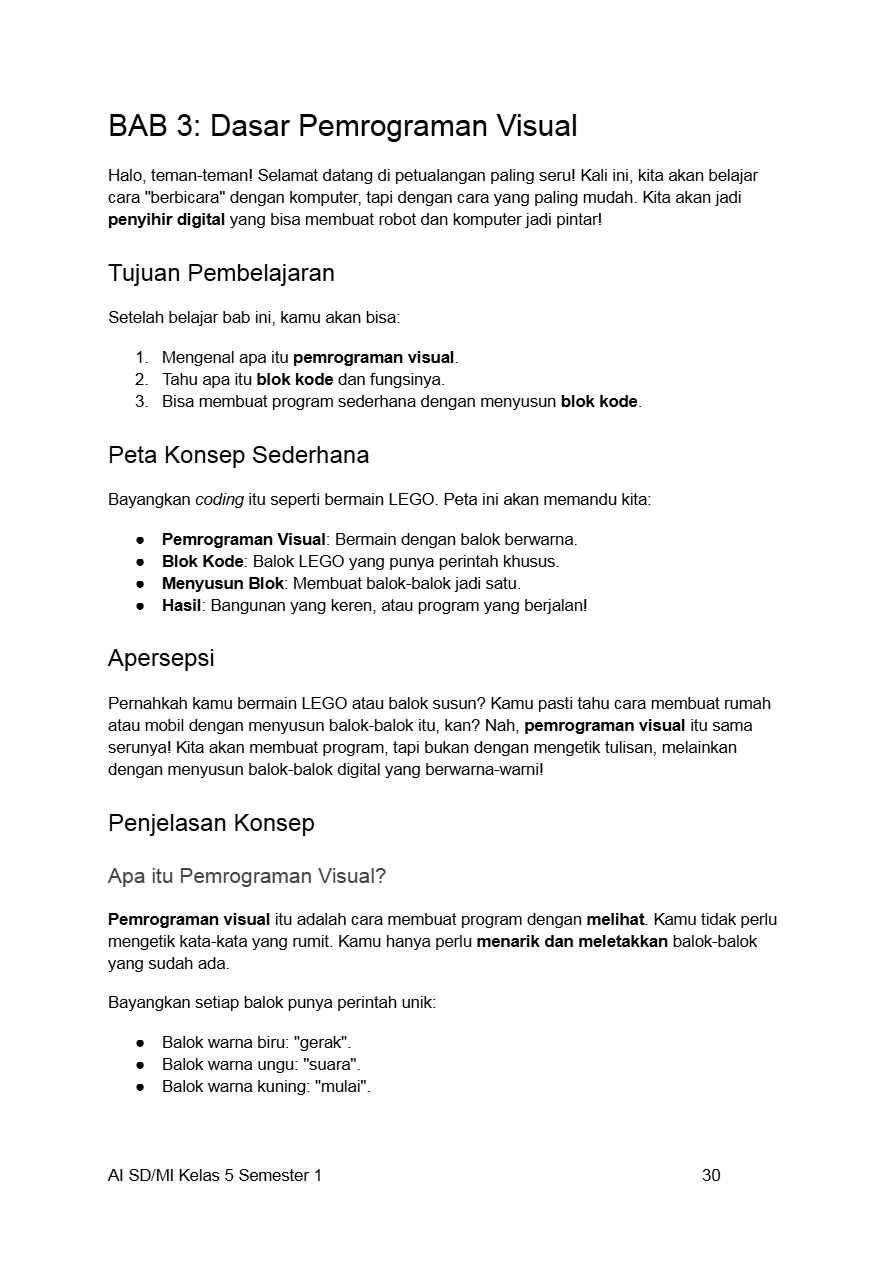 BAB 3: Dasar Pemrograman Visual
Halo, teman-teman! Selamat datang di petualangan paling seru! Kali ini, kita akan belajar
cara "berbicara" dengan komputer, tapi dengan cara yang paling mudah. Kita akan jadi
penyihir digital yang bisa membuat robot dan komputer jadi pintar!
Tujuan Pembelajaran
Setelah belajar bab ini, kamu akan bisa:
1. Mengenal apa itu pemrograman visual.
2. Tahu apa itu blok kode dan fungsinya.
3. Bisa membuat program sederhana dengan menyusun blok kode.
Peta Konsep Sederhana
Bayangkan coding itu seperti bermain LEGO. Peta ini akan memandu kita:
● Pemrograman Visual: Bermain dengan balok berwarna.
● Blok Kode: Balok LEGO yang punya perintah khusus.
● Menyusun Blok: Membuat balok-balok jadi satu.
● Hasil: Bangunan yang keren, atau program yang berjalan!
Apersepsi
Pernahkah kamu bermain LEGO atau balok susun? Kamu pasti tahu cara membuat rumah
atau mobil dengan menyusun balok-balok itu, kan? Nah, pemrograman visual itu sama
serunya! Kita akan membuat program, tapi bukan dengan mengetik tulisan, melainkan
dengan menyusun balok-balok digital yang berwarna-warni!
Penjelasan Konsep
Apa itu Pemrograman Visual?
Pemrograman visual itu adalah cara membuat program dengan melihat. Kamu tidak perlu
mengetik kata-kata yang rumit. Kamu hanya perlu menarik dan meletakkan balok-balok
yang sudah ada.
Bayangkan setiap balok punya perintah unik:
● Balok warna biru: "gerak".
● Balok warna ungu: "suara".
● Balok warna kuning: "mulai".
AI SD/MI Kelas 5 Semester 1 30